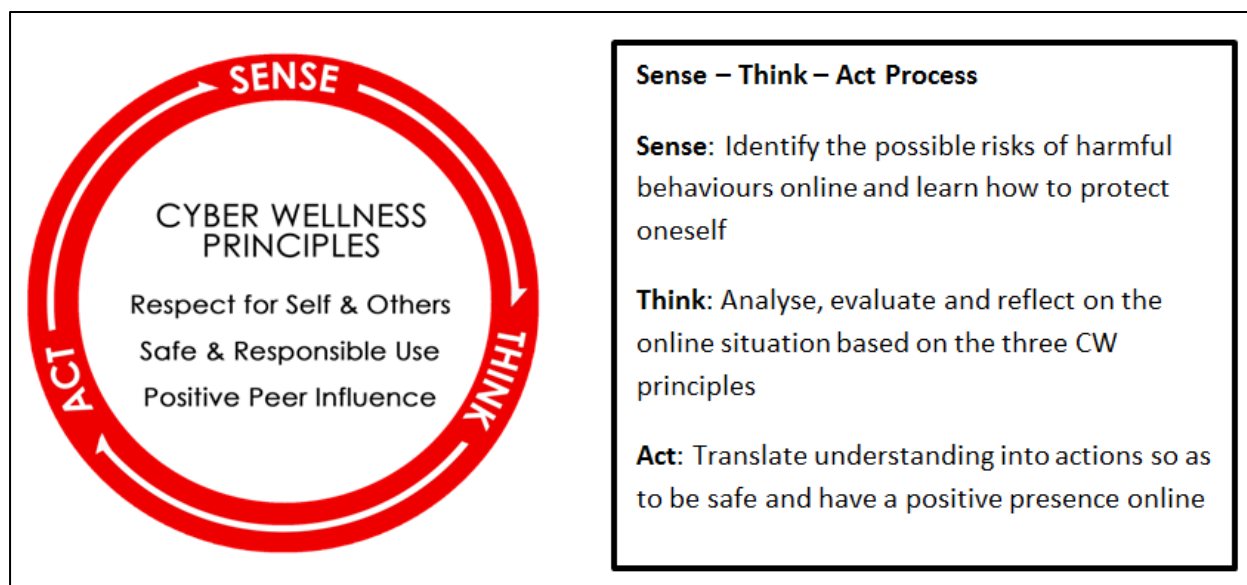 SENSE
THINK
ACT
CYBER WELLNESS
PRINCIPLES
Respect for Self & Others
Safe & Responsible Use
Positive Peer Influence
Sense – Think – Act Process
Sense: Identify the possible risks of harmful
behaviours online and learn how to protect
oneself
Think: Analyse, evaluate and reflect on the
online situation based on the three CW
principles
Act: Translate understanding into actions so as
to be safe and have a positive presence online